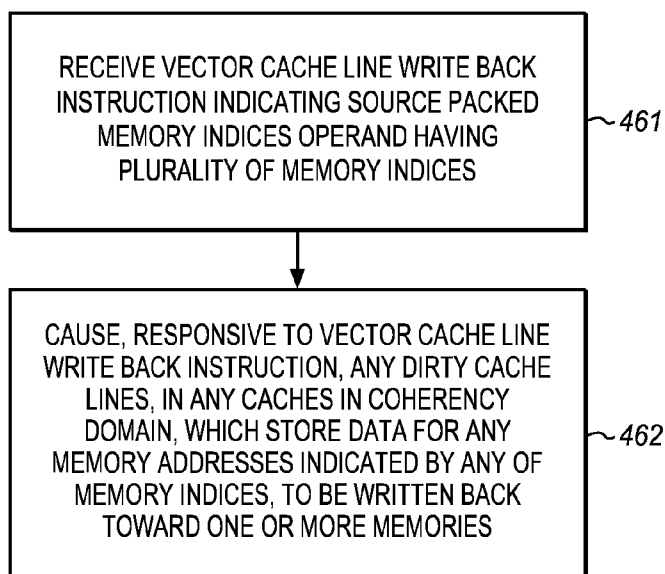 RECEIVE VECTOR CACHE LINE WRITE BACK
INSTRUCTION INDICATING SOURCE PACKED
MEMORY INDICES OPERAND HAVING
PLURALITY OF MEMORY INDICES
461
CAUSE, RESPONSIVE TO VECTOR CACHE LINE
WRITE BACK INSTRUCTION, ANY DIRTY CACHE
LINES, IN ANY CACHES IN COHERENCY
DOMAIN, WHICH STORE DATA FOR ANY
MEMORY ADDRESSES INDICATED BY ANY OF
MEMORY INDICES, TO BE WRITTEN BACK
TOWARD ONE OR MORE MEMORIES
462